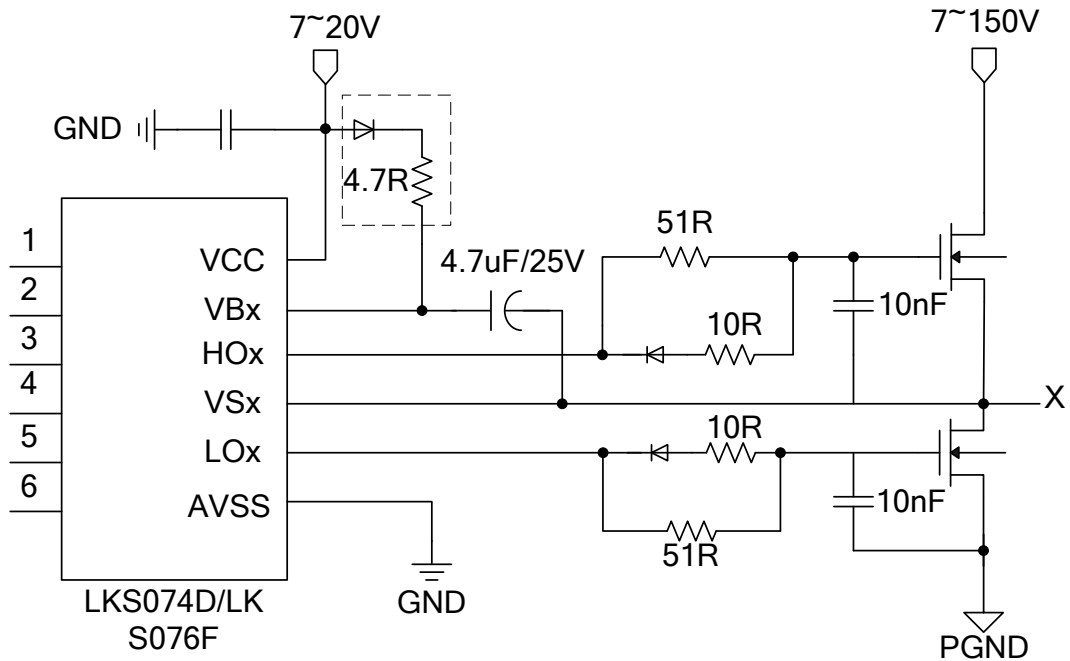 7~20V
7~150V
GND
4.7R
51R
1
VCC
4.7uF/25V
2
VBx
10nF
10R
3
HOx
4
VSx
X
10R
5
LOx
6
AVSS
10nF
51R
LKS074D/LK
S076F
GND
PGND